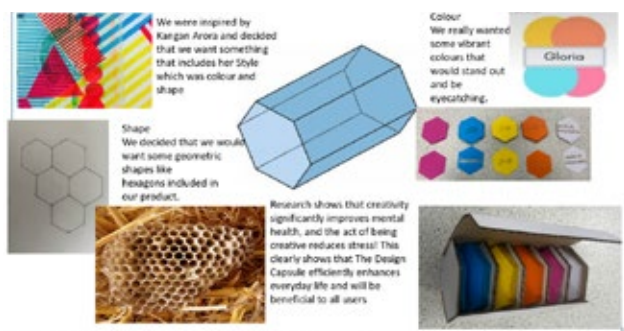 We were inspired by
Kangan Arora and decided
that we want something
that includes her Style
which was colour and
shape
Colour
We really wanted
some vibrant
colours that
would stand out
and be
eyecatching.
Gloria
Shape
We decided that we would
want some geometric
shapes like
hexagons included in
our product.
Research shows that creativity
significantly improves mental
health, and the act of being
creative reduces stress! This
clearly shows that The Design
Capsule efficiently enhances
everyday life and will be
beneficial to all users